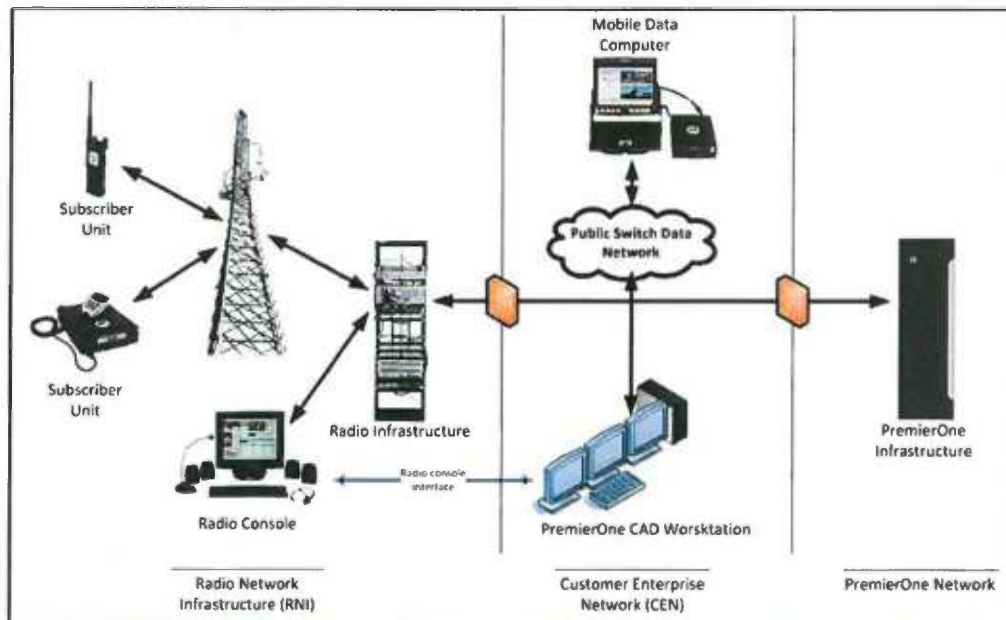 Mobile Data
Computer
Subscriber
Unit
Public Switch Data
Network
Subscriber
Unit
Radio Infrastructure
PremierOne
Infrastructure
Radio console
interface
Radio Console
PremierOne CAD Worsktation
Radio Network
Infrastructure (RNI)
Customer Enterprise
Network (CEN)
PremierOne Network